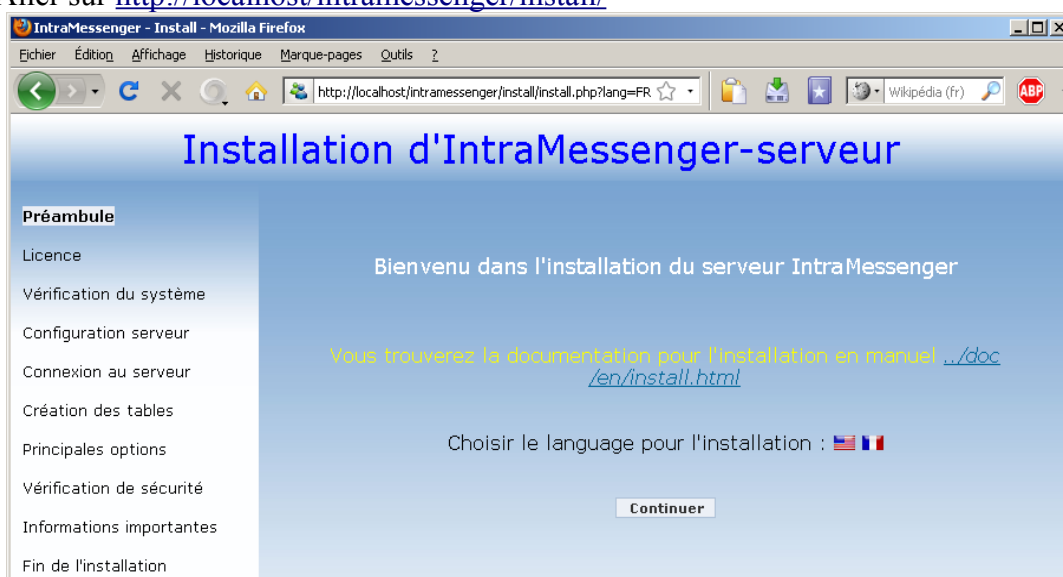 Aller sur http://localhost/intramessenger/install/
IntraMessenger - Install - Mozilla Firefox
Fichier Édition Affichage Historique Marque-pages Outils ?
http://localhost/intramessenger/install/install.php?lang=FR
Wikipédia (fr)
ABP
Installation d'IntraMessenger-serveur
Préambule
Licence
Vérification du système
Configuration serveur
Connexion au serveur
Création des tables
Principales options
Vérification de sécurité
Informations importantes
Fin de l'installation
Bienvenu dans l'installation du serveur IntraMessenger
Vous trouverez la documentation pour l'installation en manuel ../doc
/en/install.html
Choisir le language pour l'installation :
Continuer